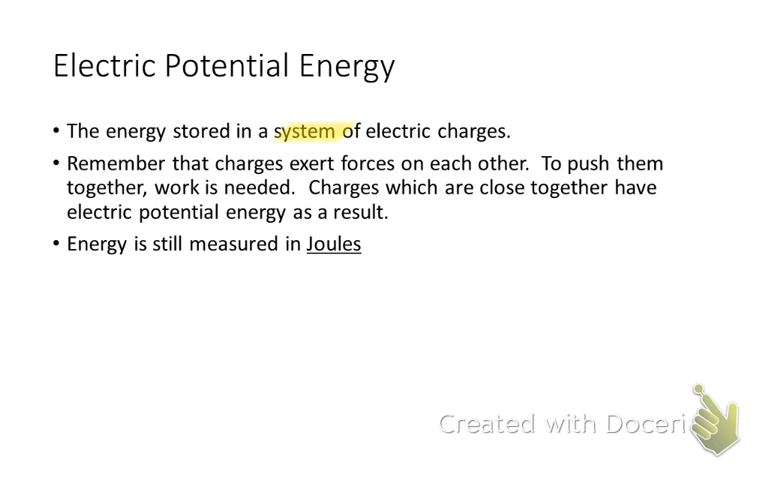 Electric Potential Energy
• The energy stored in a system of electric charges.
• Remember that charges exert forces on each other. To push them
together, work is needed. Charges which are close together have
electric potential energy as a result.
• Energy is still measured in Joules
Created with Doceri